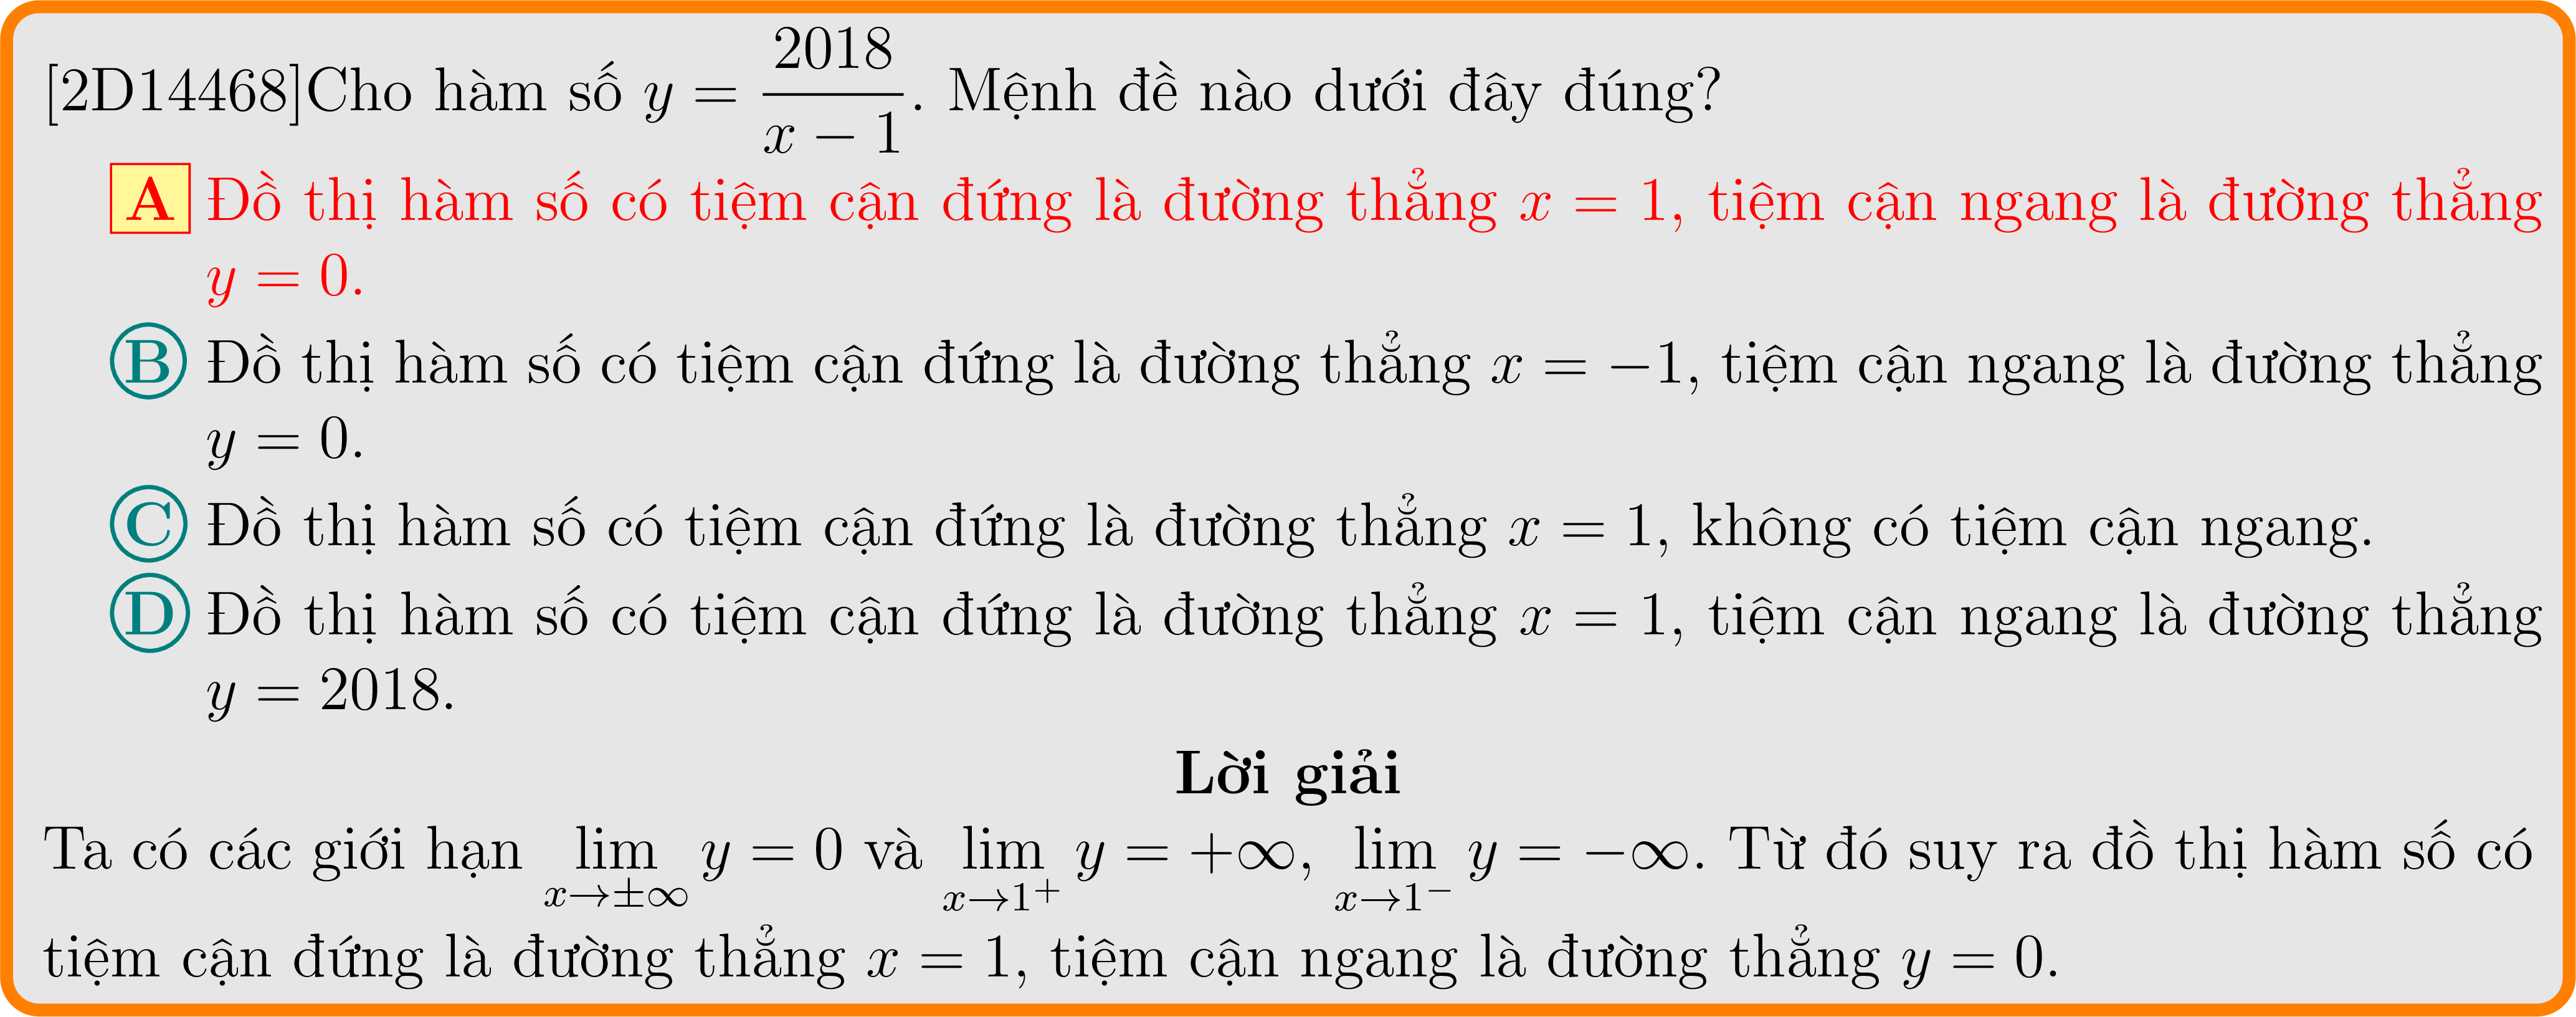 [2D14468]Cho hàm số $y = \dfrac{2018}{x-1}$. Mệnh đề nào dưới đây đúng?
A Đồ thị hàm số có tiệm cận đứng là đường thẳng $x = 1$, tiệm cận ngang là đường thẳng
$y = 0$.
B Đồ thị hàm số có tiệm cận đứng là đường thẳng $x = -1$, tiệm cận ngang là đường thẳng
$y = 0$.
C Đồ thị hàm số có tiệm cận đứng là đường thẳng $x = 1$, không có tiệm cận ngang.
D Đồ thị hàm số có tiệm cận đứng là đường thẳng $x = 1$, tiệm cận ngang là đường thẳng
$y = 2018$.
Lời giải
Ta có các giới hạn $\lim\limits_{x \to \pm\infty} y = 0$ và $\lim\limits_{x \to 1^+} y = +\infty$, $\lim\limits_{x \to 1^-} y = -\infty$. Từ đó suy ra đồ thị hàm số có
tiệm cận đứng là đường thẳng $x = 1$, tiệm cận ngang là đường thẳng $y = 0$.